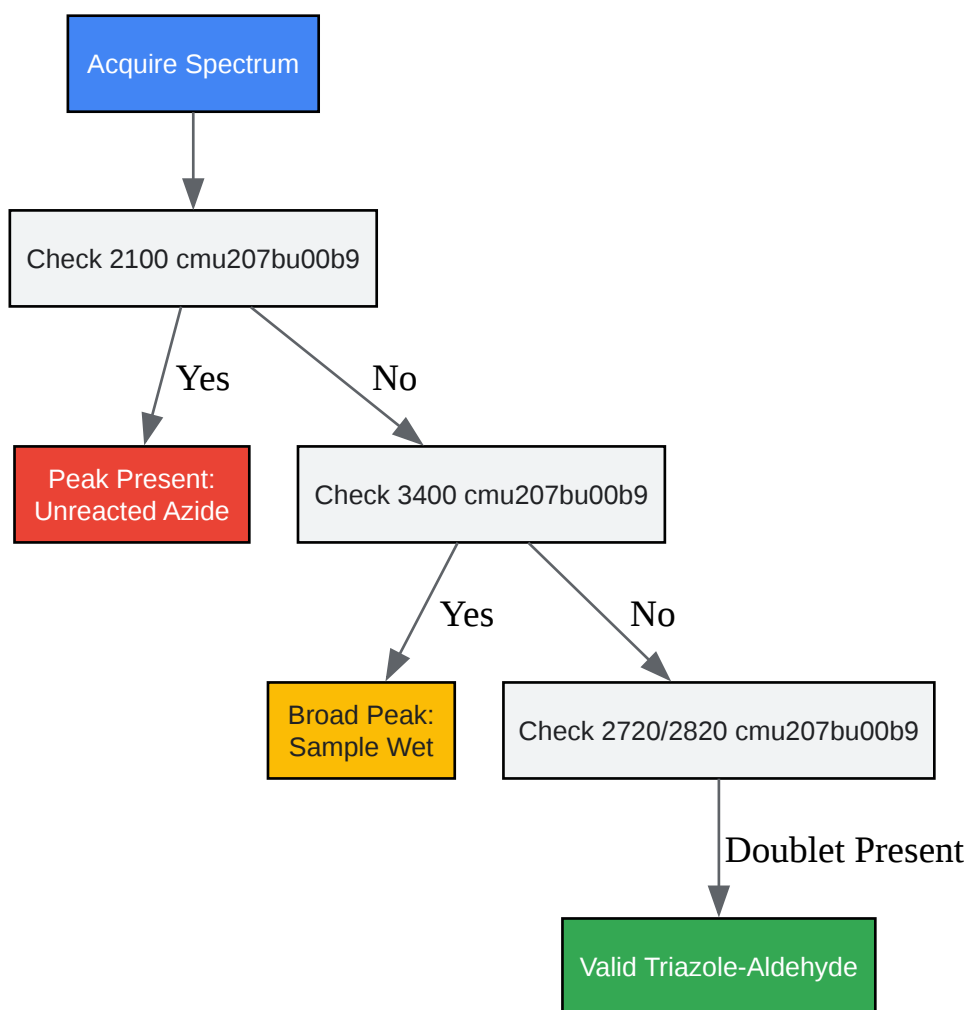 Acquire Spectrum
Check 2100 cmu207bu00b9
Yes
No
Peak Present:
Unreacted Azide
Check 3400 cmu207bu00b9
Yes
No
Broad Peak:
Sample Wet
Check 2720/2820 cmu207bu00b9
Doublet Present
Valid Triazole-Aldehyde